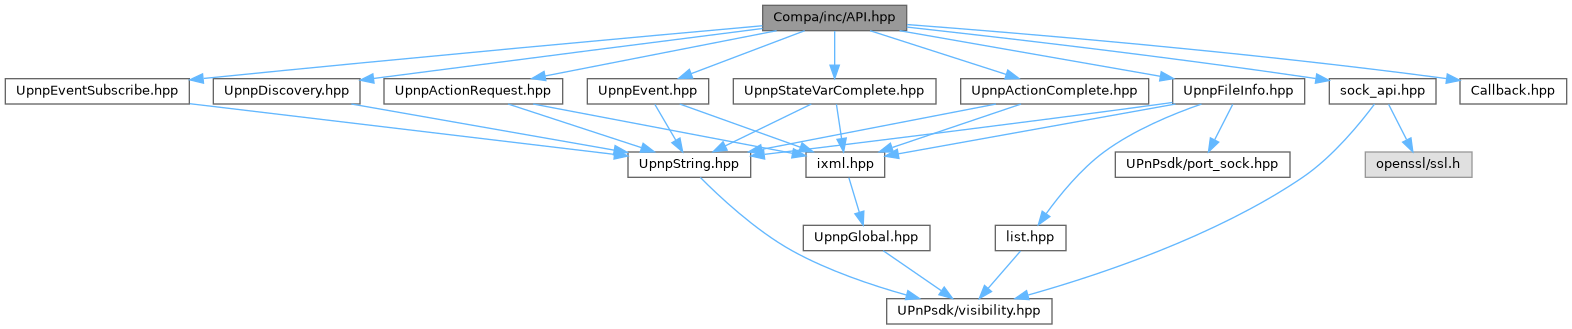 Compa/inc/API.hpp
UpnpEventSubscribe.hpp
UpnpDiscovery.hpp
UpnpActionRequest.hpp
UpnpEvent.hpp
UpnpStateVarComplete.hpp
UpnpActionComplete.hpp
UpnpFileInfo.hpp
sock_api.hpp
Callback.hpp
UpnpString.hpp
ixml.hpp
UPnPsdk/port_sock.hpp
openssl/ssl.h
UpnpGlobal.hpp
list.hpp
UPnPsdk/visibility.hpp